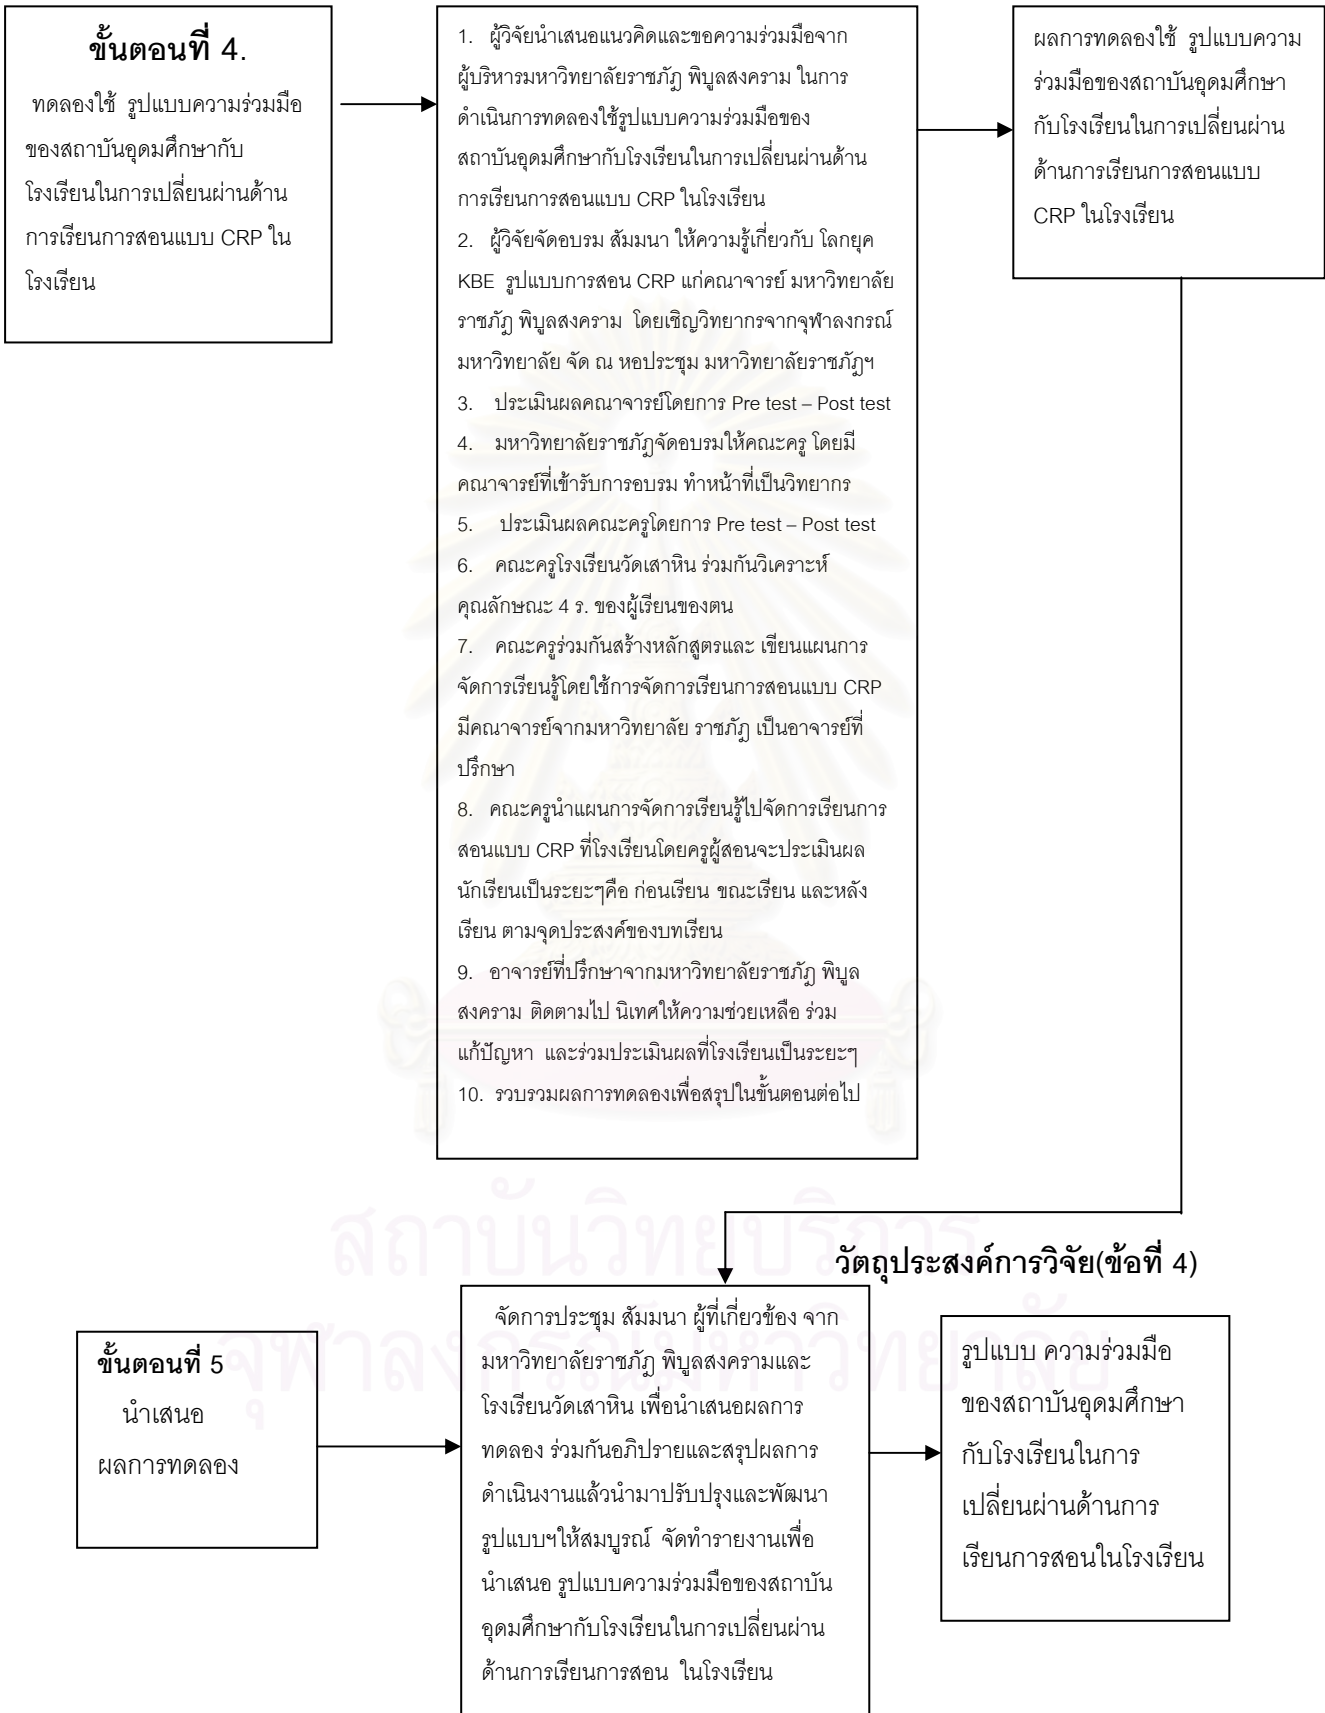 ขั้นตอนที่ 4.
ทดลองใช้ รูปแบบความร่วมมือ
ของสถาบันอุดมศึกษากับ
โรงเรียนในการเปลี่ยนผ่านด้าน
การเรียนการสอนแบบ CRP ใน
โรงเรียน
1. ผู้วิจัยนำเสนอแนวคิดและขอความร่วมมือจาก
ผู้บริหารมหาวิทยาลัยราชภัฏ พิบูลสงคราม ในการ
ดำเนินการทดลองใช้รูปแบบความร่วมมือของ
สถาบันอุดมศึกษากับโรงเรียนในการเปลี่ยนผ่านด้าน
การเรียนการสอนแบบ CRP ในโรงเรียน
2. ผู้วิจัยจัดอบรม สัมมนา ให้ความรู้เกี่ยวกับ โลกยุค
KBE รูปแบบการสอน CRP แก่คณาจารย์ มหาวิทยาลัย
ราชภัฏ พิบูลสงคราม โดยเชิญวิทยากรจากจุฬาลงกรณ์
มหาวิทยาลัย จัด ณ หอประชุม มหาวิทยาลัยราชภัฏฯ
3. ประเมินผลคณาจารย์โดยการ Pre test – Post test
4. มหาวิทยาลัยราชภัฏจัดอบรมให้คณะครู โดยมี
คณาจารย์ที่เข้ารับการอบรม ทำหน้าที่เป็นวิทยากร
5. ประเมินผลคณะครูโดยการ Pre test – Post test
6. คณะครูโรงเรียนวัดเสาหิน ร่วมกันวิเคราะห์
คุณลักษณะ 4 ร. ของผู้เรียนของตน
7. คณะครูร่วมกันสร้างหลักสูตรและ เขียนแผนการ
จัดการเรียนรู้โดยใช้การจัดการเรียนการสอนแบบ CRP
มีคณาจารย์จากมหาวิทยาลัย ราชภัฏ เป็นอาจารย์ที่
ปรึกษา
8. คณะครูนำแผนการจัดการเรียนรู้ไปจัดการเรียนการ
สอนแบบ CRP ที่โรงเรียนโดยครูผู้สอนจะประเมินผล
นักเรียนเป็นระยะๆคือ ก่อนเรียน ขณะเรียน และหลัง
เรียน ตามจุดประสงค์ของบทเรียน
9. อาจารย์ที่ปรึกษาจากมหาวิทยาลัยราชภัฏ พิบูล
สงคราม ติดตามไป นิเทศให้ความช่วยเหลือ ร่วม
แก้ปัญหา และร่วมประเมินผลที่โรงเรียนเป็นระยะๆ
10. รวบรวมผลการทดลองเพื่อสรุปในขั้นตอนต่อไป
ผลการทดลองใช้ รูปแบบความ
ร่วมมือของสถาบันอุดมศึกษา
กับโรงเรียนในการเปลี่ยนผ่าน
ด้านการเรียนการสอนแบบ
CRP ในโรงเรียน
สถาบันวิทยบริการ
จุฬาลงกรณ์มหาวิทยาลัย
วัตถุประสงค์การวิจัย(ข้อที่ 4)
ขั้นตอนที่ 5
นำเสนอ
ผลการทดลอง
จัดการประชุม สัมมนา ผู้ที่เกี่ยวข้อง จาก
มหาวิทยาลัยราชภัฏ พิบูลสงครามและ
โรงเรียนวัดเสาหิน เพื่อนำเสนอผลการ
ทดลอง ร่วมกันอภิปรายและสรุปผลการ
ดำเนินงานแล้วนำมาปรับปรุงและพัฒนา
รูปแบบฯให้สมบูรณ์ จัดทำรายงานเพื่อ
นำเสนอ รูปแบบความร่วมมือของสถาบัน
อุดมศึกษากับโรงเรียนในการเปลี่ยนผ่าน
ด้านการเรียนการสอน ในโรงเรียน
รูปแบบ ความร่วมมือ
ของสถาบันอุดมศึกษา
กับโรงเรียนในการ
เปลี่ยนผ่านด้านการ
เรียนการสอนในโรงเรียน